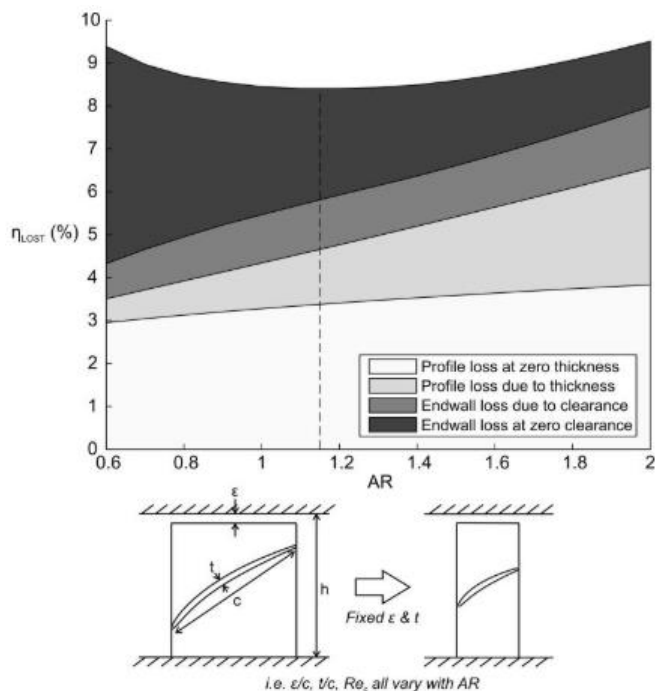 10
9
8
7
6
η_LOST (%)
5
4
3
2
1
0
0.6 0.8 1 1.2 1.4 1.6 1.8 2
AR
Profile loss at zero thickness
Profile loss due to thickness
Endwall loss due to clearance
Endwall loss at zero clearance
ε
t
c
h
Fixed ε & t
i.e. ε/c, t/c, Re_c all vary with AR